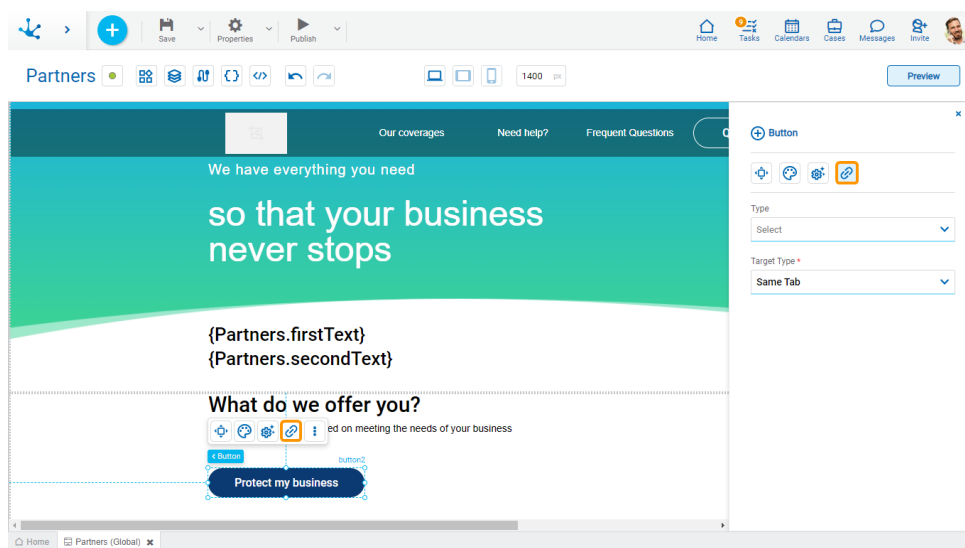 Save
Properties
Publish
Home
9
Tasks
Calendars
Cases
Messages
Invite
Partners
1400 px
Preview
Our coverages
Need help?
Frequent Questions
Button
We have everything you need
so that your business
never stops
Type
Select
Target Type *
Same Tab
{Partners.firstText}
{Partners.secondText}
What do we offer you?
ed on meeting the needs of your business
< Button
button2
Protect my business
Home
Partners (Global)